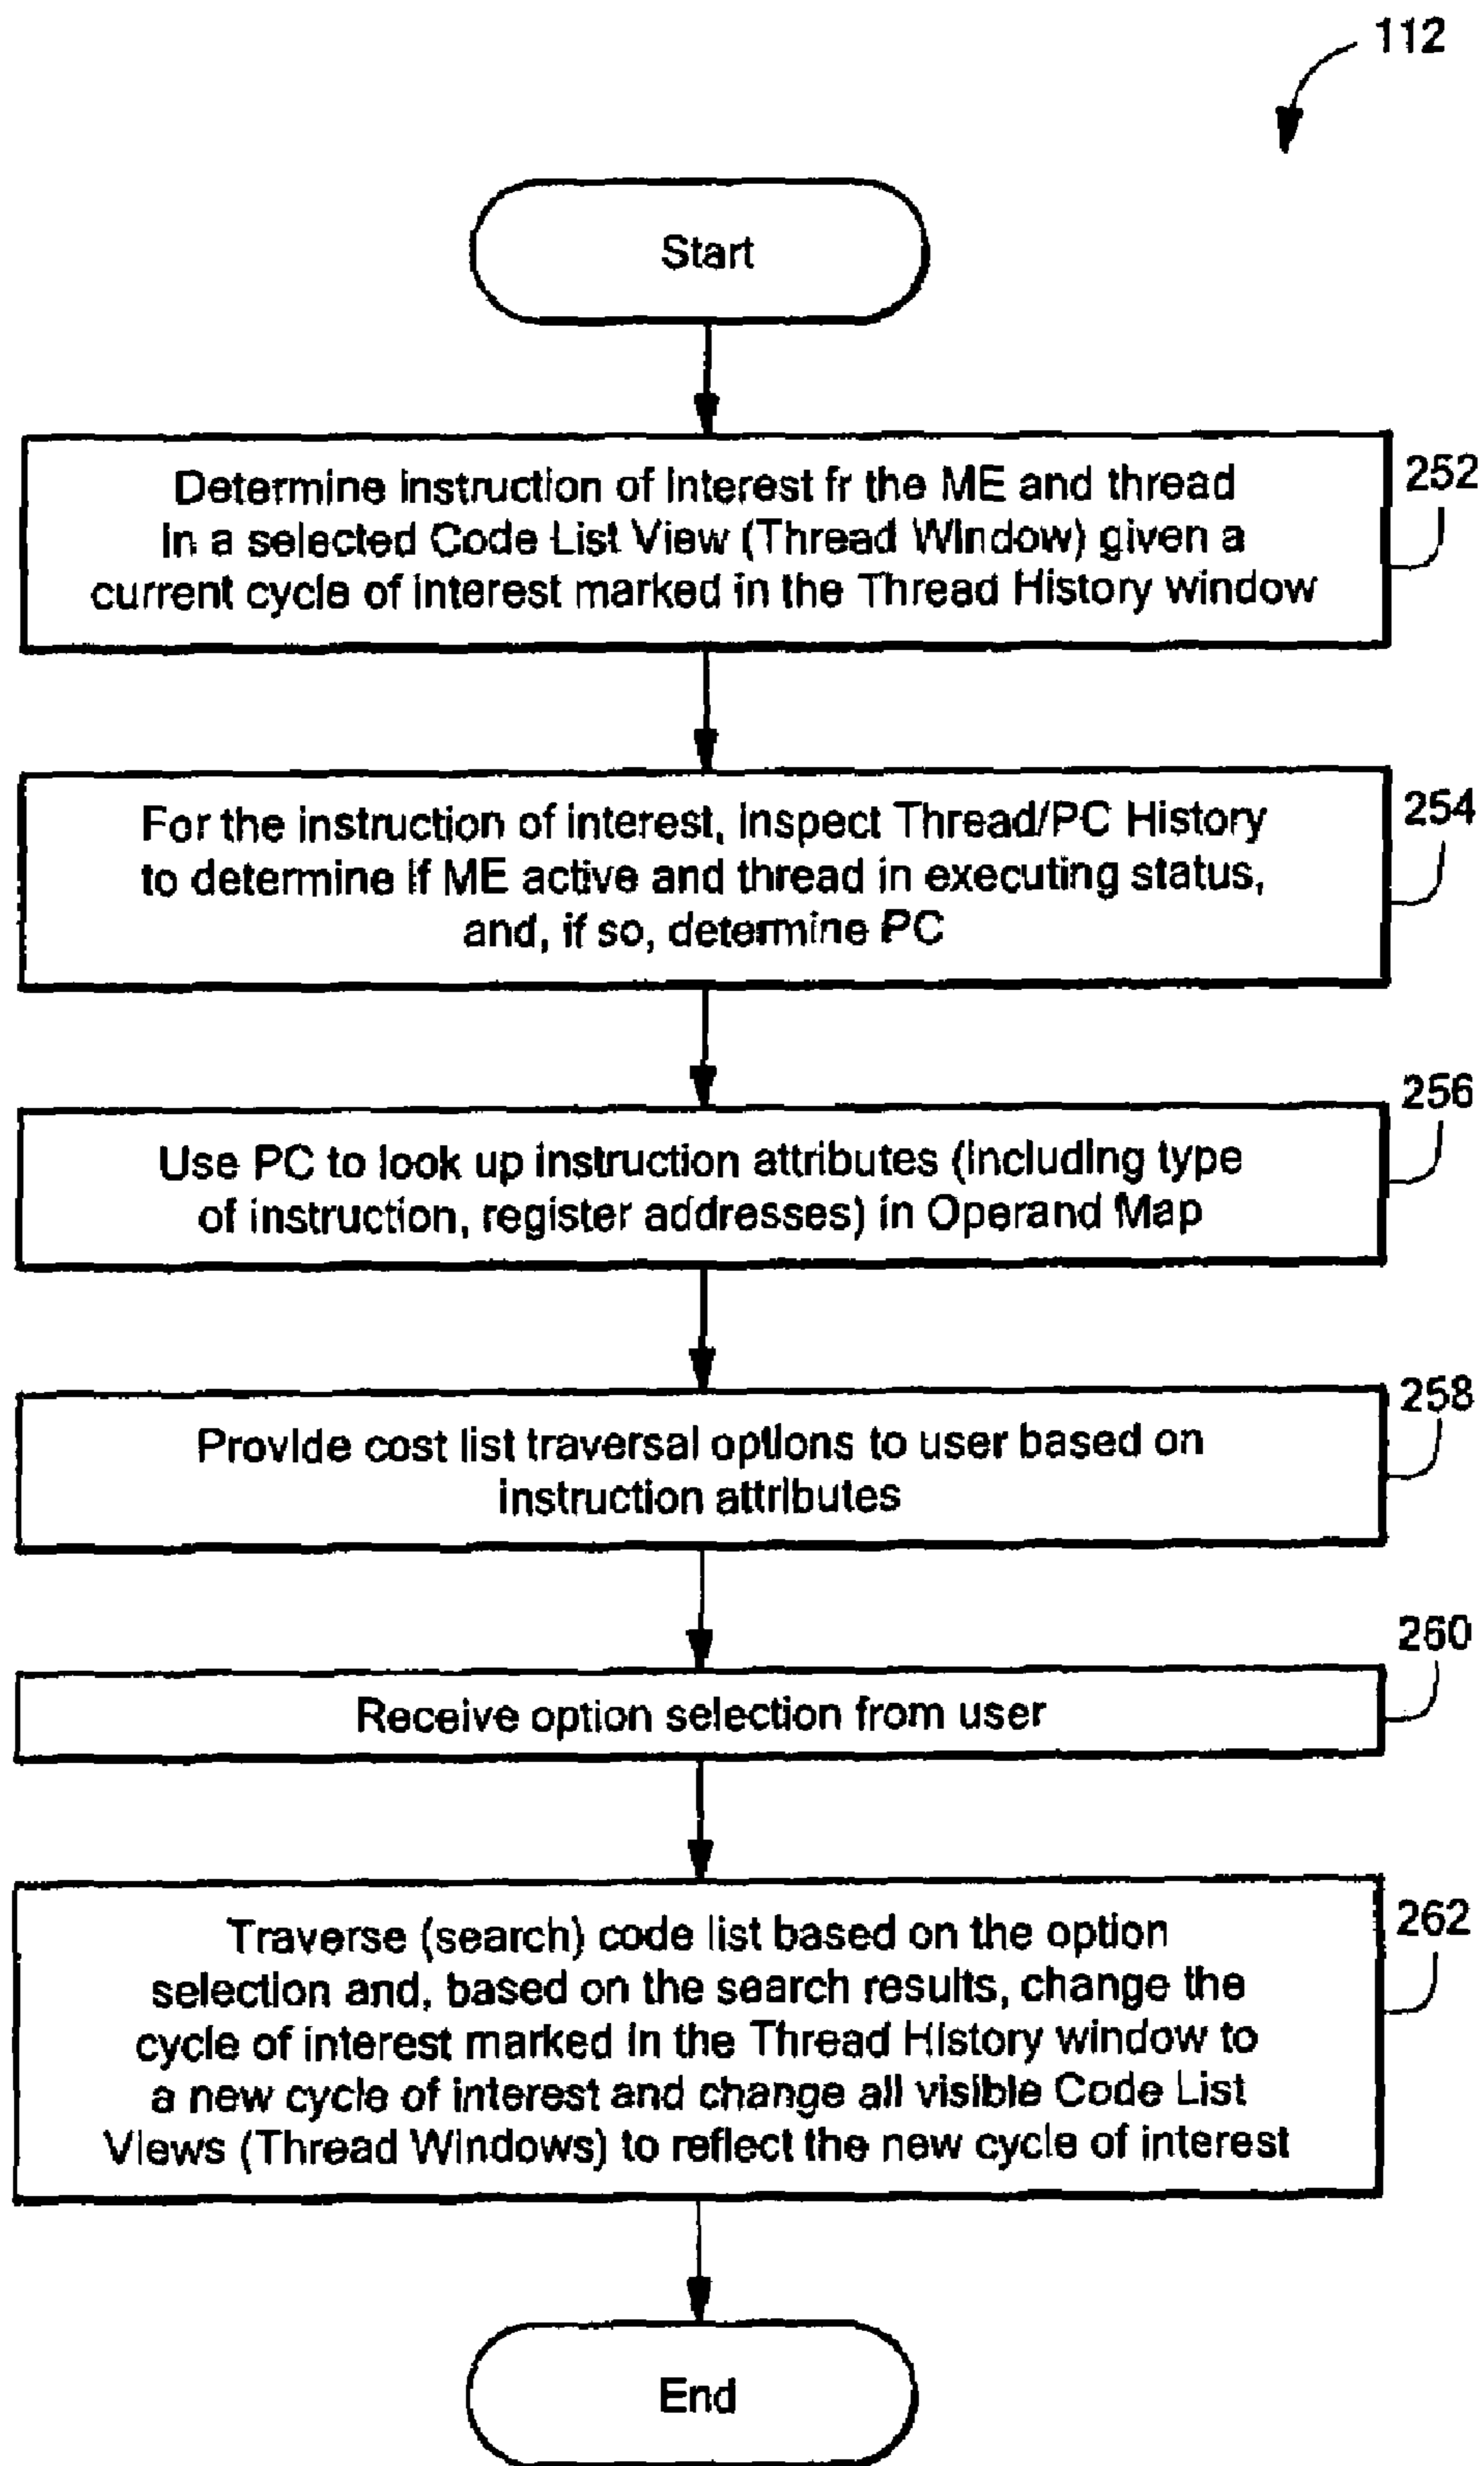 112
Start
Determine instruction of interest fr the ME and thread
in a selected Code List View (Thread Window) given a
current cycle of interest marked in the Thread History window
252
For the instruction of interest, inspect Thread/PC History
to determine if ME active and thread in executing status,
and, if so, determine PC
254
Use PC to look up instruction attributes (including type
of instruction, register addresses) in Operand Map
256
Provide cost list traversal options to user based on
instruction attributes
258
Receive option selection from user
260
Traverse (search) code list based on the option
selection and, based on the search results, change the
cycle of interest marked in the Thread History window to
a new cycle of interest and change all visible Code List
Views (Thread Windows) to reflect the new cycle of interest
262
End